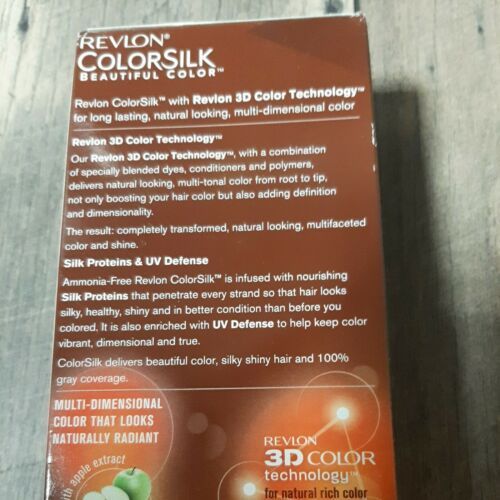 REVLON®
COLORSILK
BEAUTIFUL COLOR™
Revlon ColorSilk™ with Revlon 3D Color Technology™
for long lasting, natural looking, multi-dimensional color
Revlon 3D Color Technology™
Our Revlon 3D Color Technology™, with a combination
of specially blended dyes, conditioners and polymers,
delivers natural looking, multi-tonal color from root to tip,
not only boosting your hair color but also adding definition
and dimensionality.
The result: completely transformed, natural looking, multifaceted
color and shine.
Silk Proteins & UV Defense
Ammonia-Free Revlon ColorSilk™ is infused with nourishing
Silk Proteins that penetrate every strand so that hair looks
silky, healthy, shiny and in better condition than before you
colored. It is also enriched with UV Defense to help keep color
vibrant, dimensional and true.
ColorSilk delivers beautiful color, silky shiny hair and 100%
gray coverage.
MULTI-DIMENSIONAL
COLOR THAT LOOKS
NATURALLY RADIANT
with apple extract
REVLON
3D COLOR
technology™
for natural rich color